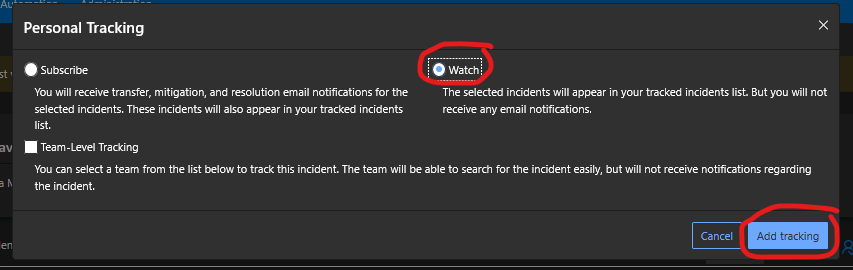 Automation Administration
Personal Tracking
Subscribe
You will receive transfer, mitigation, and resolution email notifications for the
selected incidents. These incidents will also appear in your tracked incidents
list.
Watch
The selected incidents will appear in your tracked incidents list. But you will not
receive any email notifications.
Team-Level Tracking
You can select a team from the list below to track this incident. The team will be able to search for the incident easily, but will not receive notifications regarding
the incident.
Cancel Add tracking